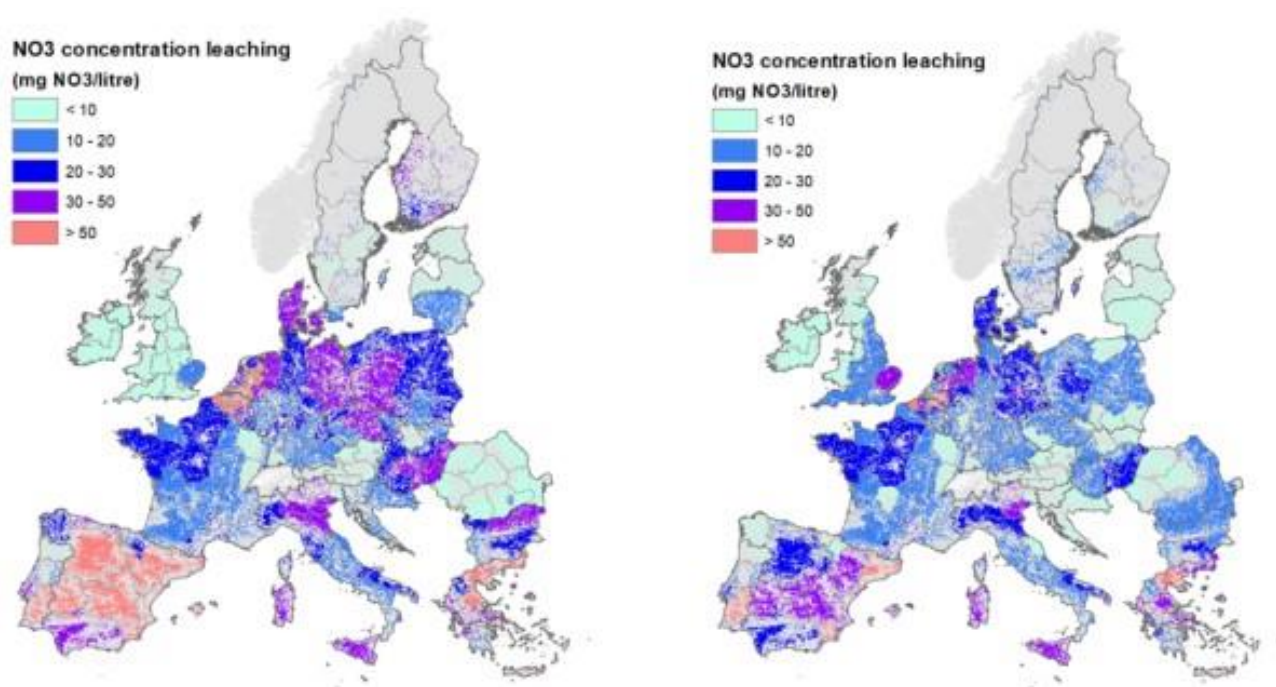 NO3 concentration leaching
(mg NO3/litre)
< 10
10 - 20
20 - 30
30 - 50
> 50
NO3 concentration leaching
(mg NO3/litre)
< 10
10 - 20
20 - 30
30 - 50
> 50